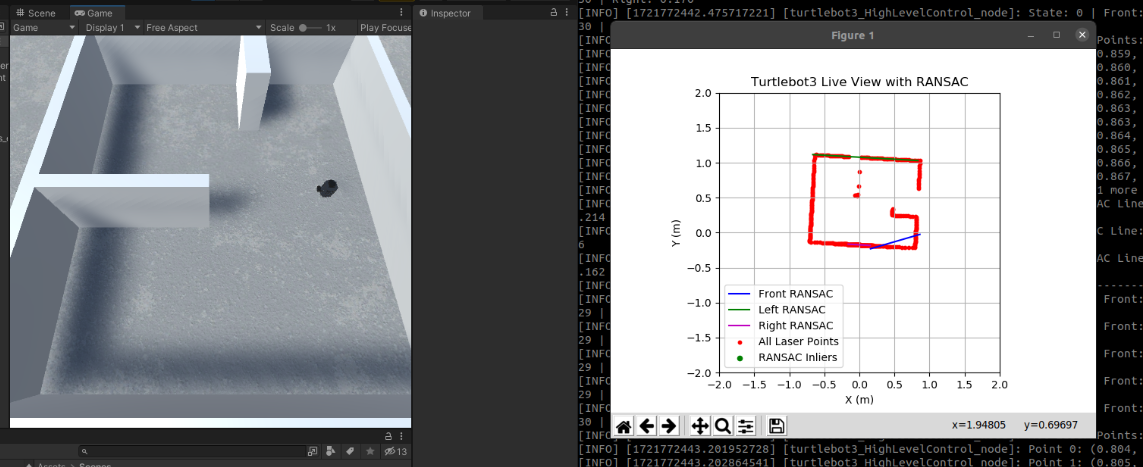 Scene
Game
Inspector
Game
Display 1
Free Aspect
Scale
1x
Play Focuse
Assets
Scenes
13
[INFO] [1721772442.475717221] [turtlebot3_HighLevelControl_node]: State: 0 | Front:
30 |
[INFO
Points:
[INFO
0.859,
[INFO
0.860,
[INFO
0.861,
[INFO
0.862,
[INFO
0.863,
[INFO
0.863,
[INFO
0.864,
[INFO
0.865,
[INFO
0.866,
[INFO
0.867,
[INFO
1 more
[INFO
AC Line
.214
[INFO
C Line:
6
[INFO
AC Line
.162
[INFO
[INFO
Front:
29 |
[INFO
Front:
29 |
[INFO
Front:
29 |
[INFO
Front:
29 |
[INFO
Front:
30 |
[INFO
Points:
[INFO] [1721772443.201952728] [turtlebot3_HighLevelControl_node]: Point 0: (0.804,
[INFO] [1721772443.202864541] [turtlebot3_HighLevelControl_node]: Point 1: (0.805,
Figure 1
Turtlebot3 Live View with RANSAC
2.0
1.5
1.0
0.5
0.0
−0.5
−1.0
−1.5
−2.0
Y (m)
Front RANSAC
Left RANSAC
Right RANSAC
All Laser Points
RANSAC Inliers
−2.0 −1.5 −1.0 −0.5 0.0 0.5 1.0 1.5 2.0
X (m)
x=1.94805 y=0.69697